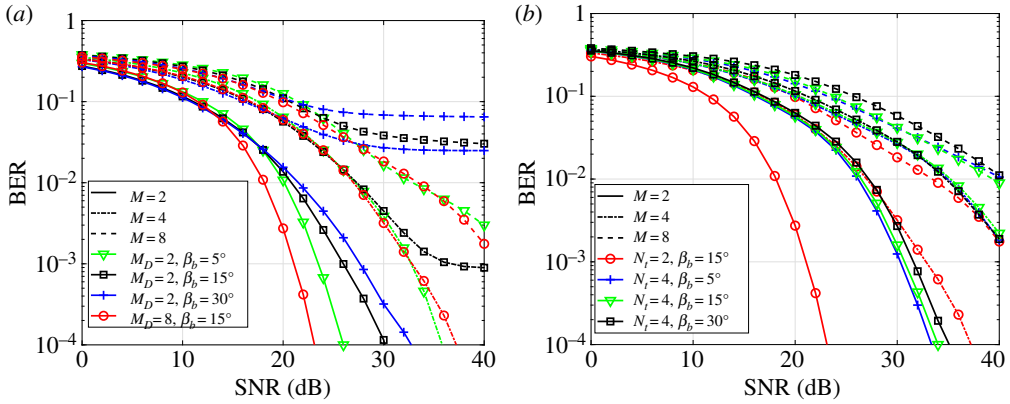 (a)
1
10⁻¹
10⁻²
10⁻³
10⁻⁴
BER
M = 2
M = 4
M = 8
M_D = 2, β_b = 5°
M_D = 2, β_b = 15°
M_D = 2, β_b = 30°
M_D = 8, β_b = 15°
0 10 20 30 40
SNR (dB)
(b)
1
10⁻¹
10⁻²
10⁻³
10⁻⁴
BER
M = 2
M = 4
M = 8
N_t = 2, β_b = 15°
N_t = 4, β_b = 5°
N_t = 4, β_b = 15°
N_t = 4, β_b = 30°
0 10 20 30 40
SNR (dB)